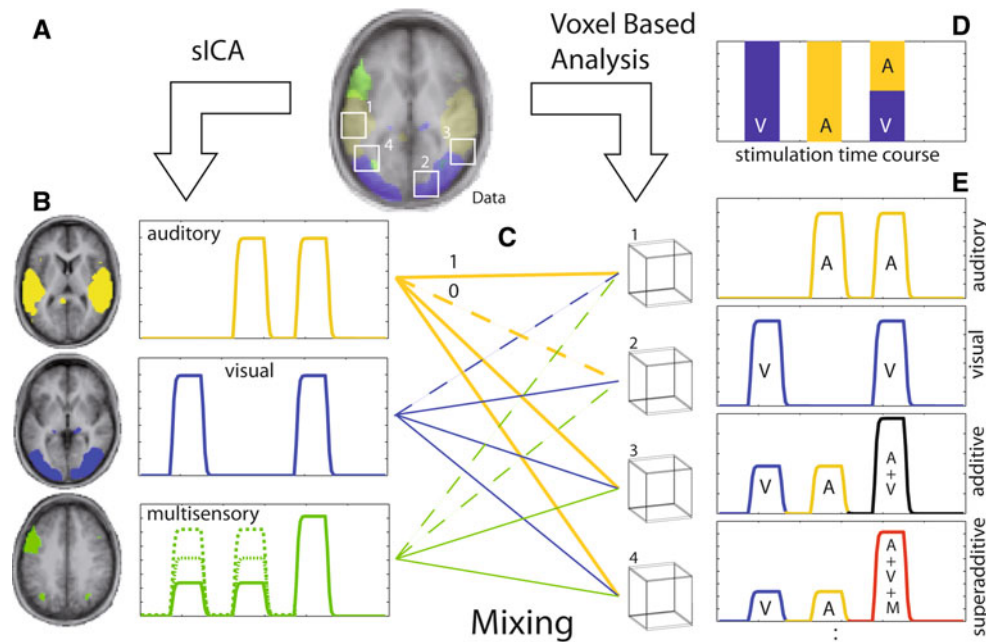 A
sICA
Voxel Based
Analysis
1
3
4
2
Data
D
V
A
A
V
stimulation time course
B
auditory
visual
multisensory
C
1
0
1
2
3
4
Mixing
E
A
A
auditory
V
V
visual
V
A
A
+
V
additive
V
A
A
+
V
+
M
superadditive
: